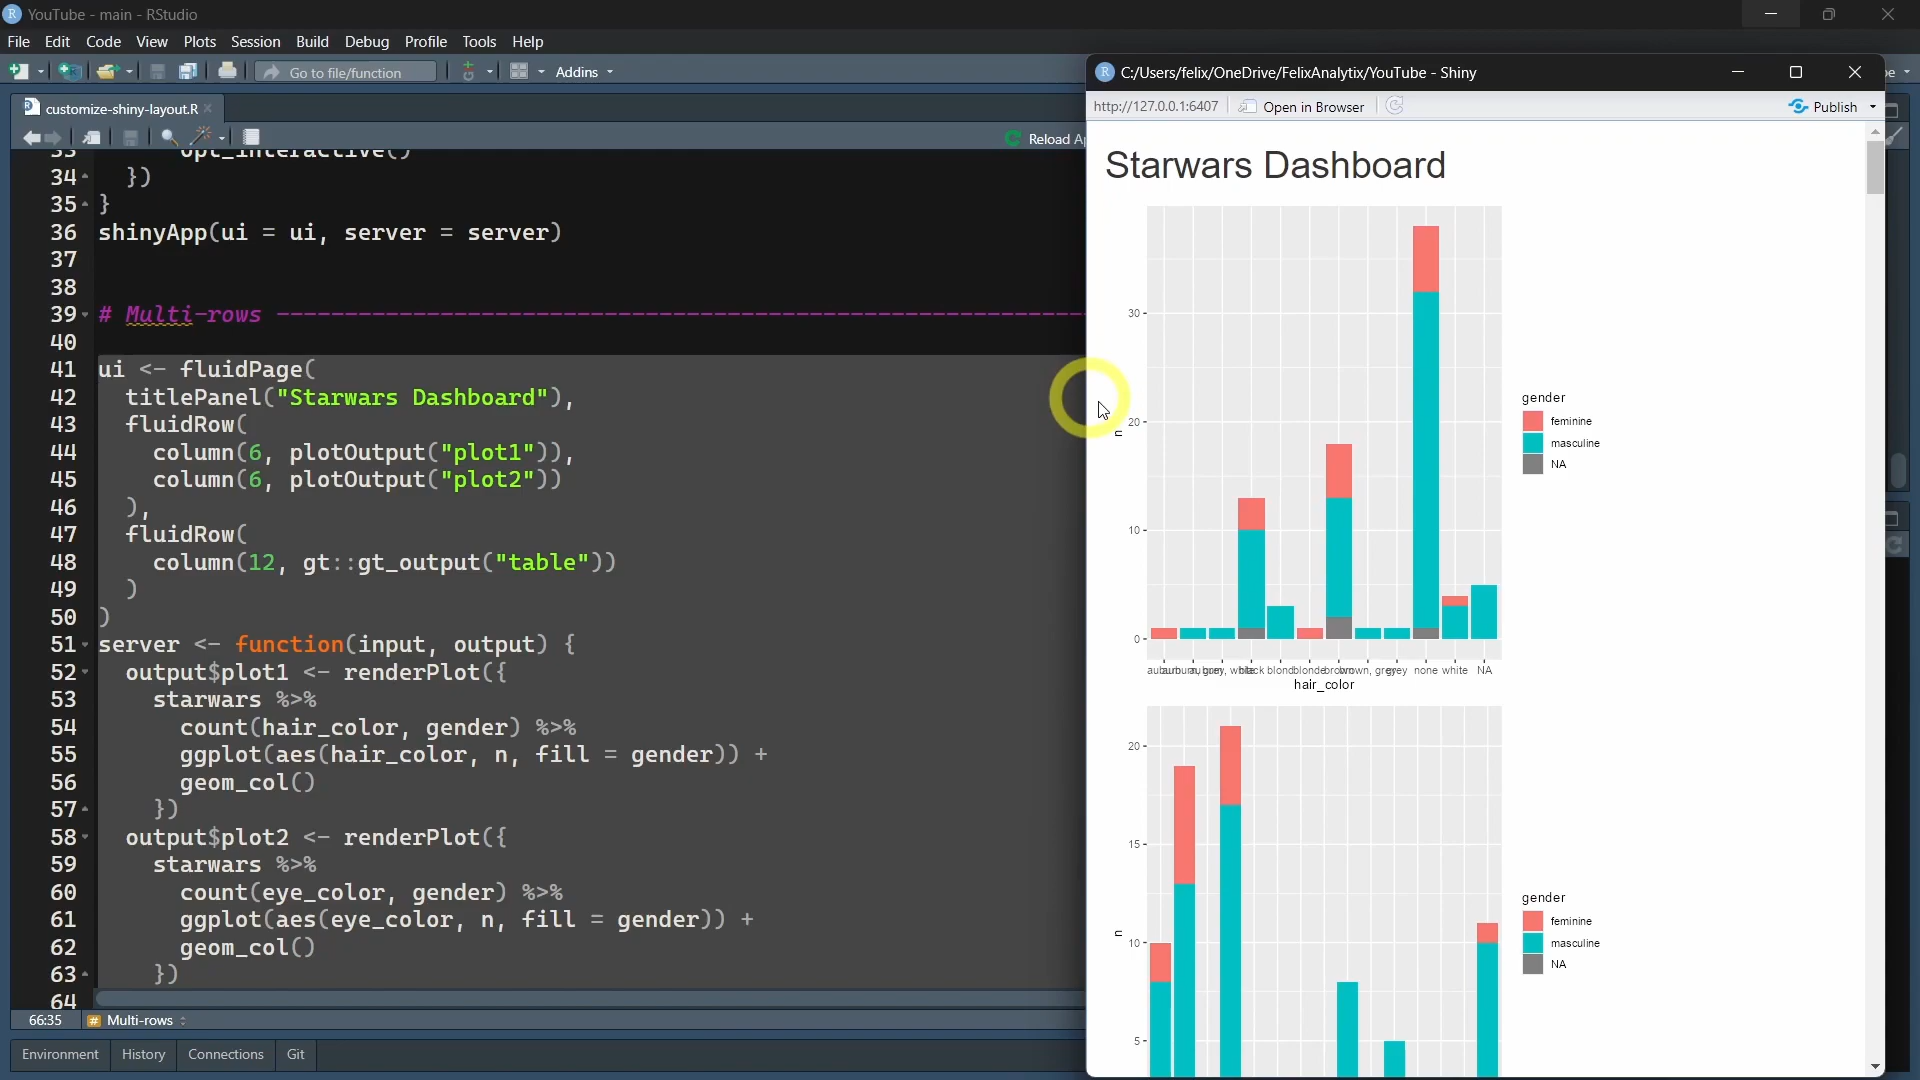 YouTube - main - RStudio
File Edit Code View Plots Session Build Debug Profile Tools Help
Go to file/function
Addins
customize-shiny-layout.R
Reload Ap
opt_interactive()
34 })
35 }
36 shinyApp(ui = ui, server = server)
37
38
39 # Multi-rows
40
41 ui <- fluidPage(
42 titlePanel("Starwars Dashboard"),
43 fluidRow(
44 column(6, plotOutput("plot1")),
45 column(6, plotOutput("plot2"))
46 ),
47 fluidRow(
48 column(12, gt::gt_output("table"))
49 )
50 )
51 server <- function(input, output) {
52 output$plot1 <- renderPlot({
53 starwars %>%
54 count(hair_color, gender) %>%
55 ggplot(aes(hair_color, n, fill = gender)) +
56 geom_col()
57 })
58 output$plot2 <- renderPlot({
59 starwars %>%
60 count(eye_color, gender) %>%
61 ggplot(aes(eye_color, n, fill = gender)) +
62 geom_col()
63 })
64
66:35 # Multi-rows
Environment History Connections Git
C:/Users/felix/OneDrive/FelixAnalytix/YouTube - Shiny
http://127.0.0.1:6407 Open in Browser Publish
Starwars Dashboard
30
20
10
0
n
blond blonde none white NA
hair_color
gender
feminine
masculine
NA
20
15
10
5
n
gender
feminine
masculine
NA